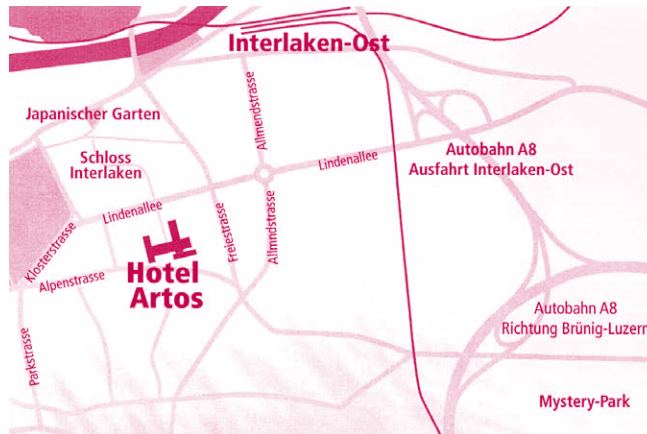 Interlaken-Ost
Japanischer Garten
Allmendstrasse
Schloss
Interlaken
Lindenallee
Autobahn A8
Ausfahrt Interlaken-Ost
Lindenallee
Klosterstrasse
Freiestrasse
Allmndstrasse
Alpenstrasse
Hotel
Artos
Parkstrasse
Autobahn A8
Richtung Brünig-Luzern
Mystery-Park